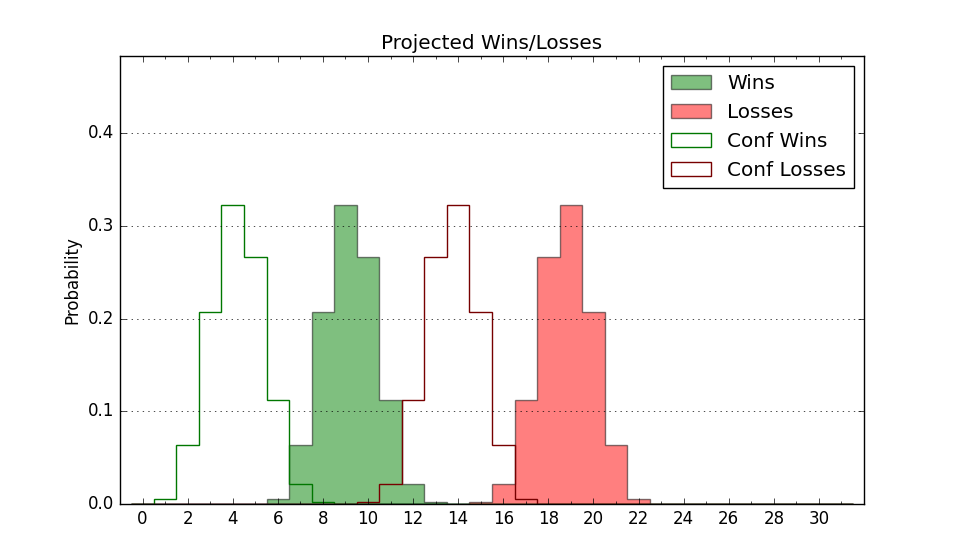 Projected Wins/Losses
Wins
Losses
Conf Wins
Conf Losses
Probability
0.4
0.3
0.2
0.1
0.0
0 2 4 6 8 10 12 14 16 18 20 22 24 26 28 30